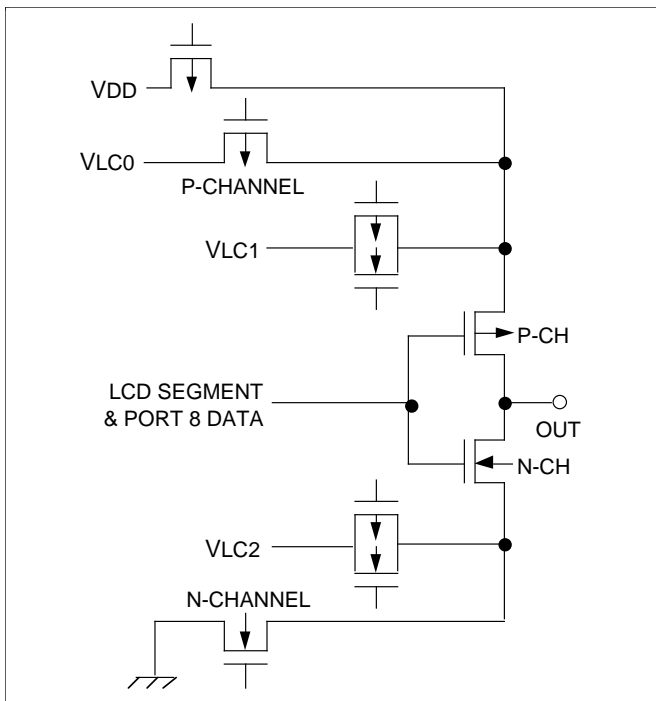 VDD
VLC0
P-CHANNEL
VLC1
P-CH
LCD SEGMENT
& PORT 8 DATA
OUT
N-CH
VLC2
N-CHANNEL